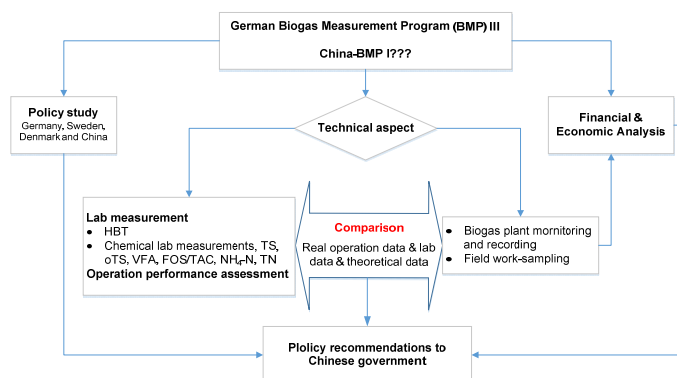 German Biogas Measurement Program (BMP) III
China-BMP I???
Policy study
Germany, Sweden,
Denmark and China
Technical aspect
Financial &
Economic Analysis
Lab measurement
• HBT
• Chemical lab measurements, TS,
oTS, VFA, FOS/TAC, NH₄-N, TN
Operation performance assessment
Comparison
Real operation data & lab
data & theoretical data
• Biogas plant mornitoring
and recording
• Field work-sampling
Plolicy recommendations to
Chinese government